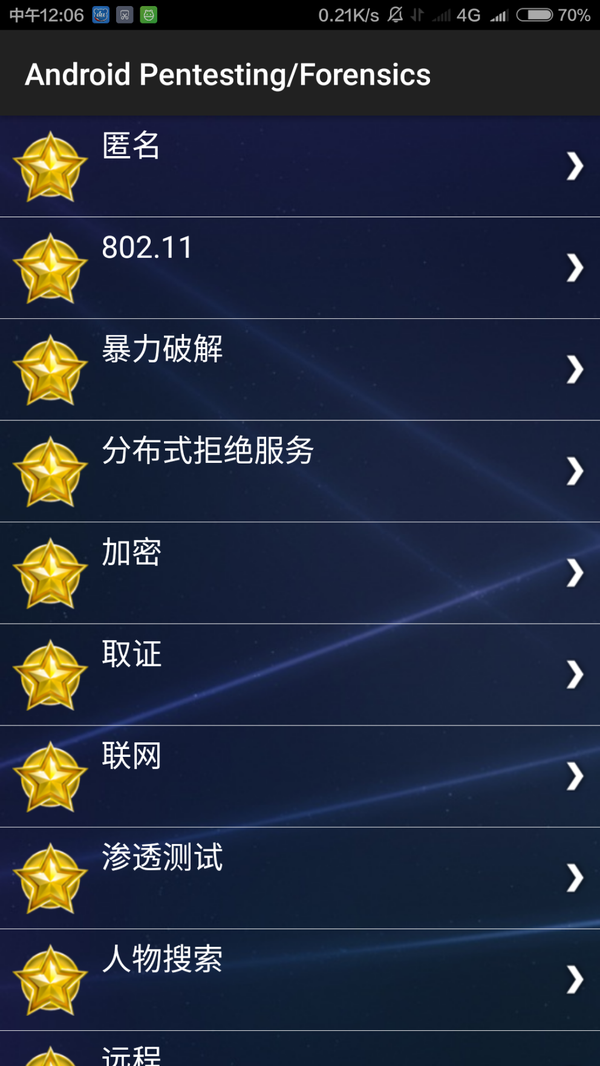 中午12:06 0.21K/s 4G 70%
Android Pentesting/Forensics
匿名
802.11
暴力破解
分布式拒绝服务
加密
取证
联网
渗透测试
人物搜索
远程